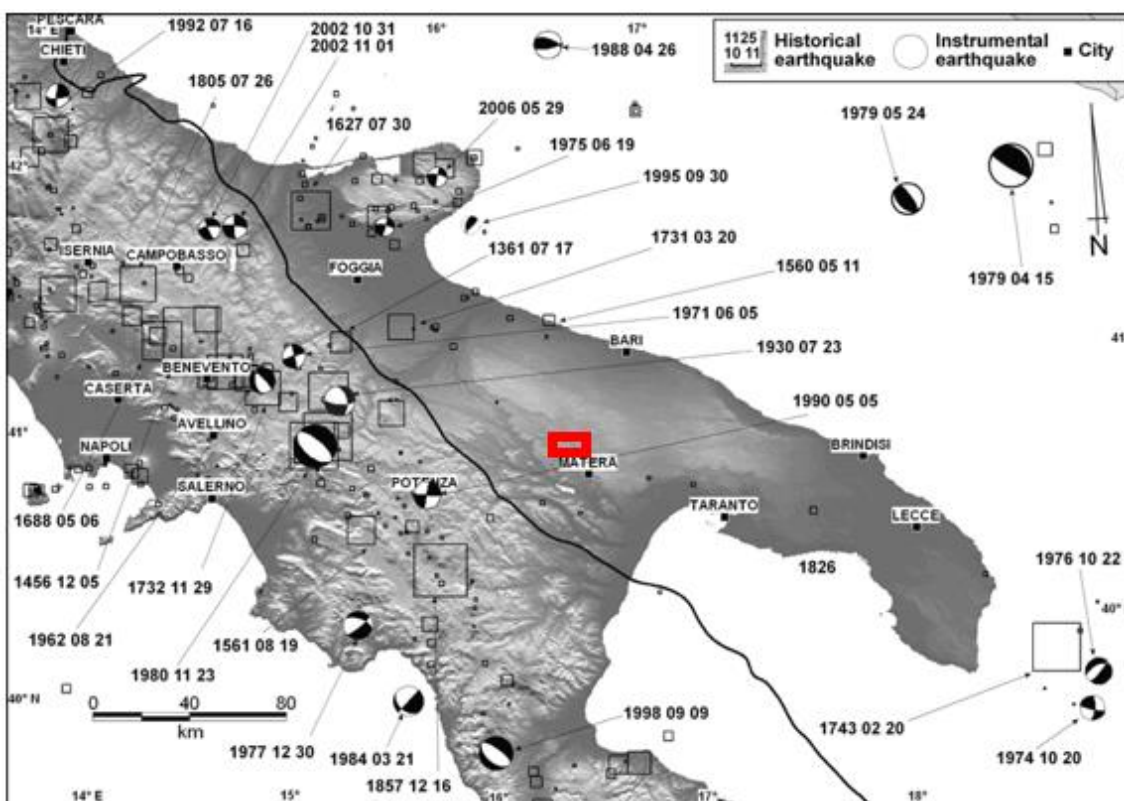 PESCARA
14° E
CHIETI
1992 07 16
2002 10 31
2002 11 01
1805 07 26
1627 07 30
16°
17°
1988 04 26
2006 05 29
1975 06 19
1995 09 30
1731 03 20
1361 07 17
1560 05 11
1971 06 05
1930 07 23
1990 05 05
1979 05 24
1979 04 15
1125
10 11
Historical
earthquake
Instrumental
earthquake
City
N
42°
ISERNIA
CAMPOBASSO
FOGGIA
BARI
BENEVENTO
CASERTA
AVELLINO
NAPOLI
41°
SALERNO
POTENZA
MATERA
TARANTO
BRINDISI
LECCE
41
1688 05 06
1456 12 05
1732 11 29
1962 08 21
1561 08 19
1980 11 23
1826
1976 10 22
40°
40° N
0 40 80
km
1977 12 30
1984 03 21
1857 12 16
1998 09 09
1743 02 20
1974 10 20
14° E
15°
16°
17°
18°